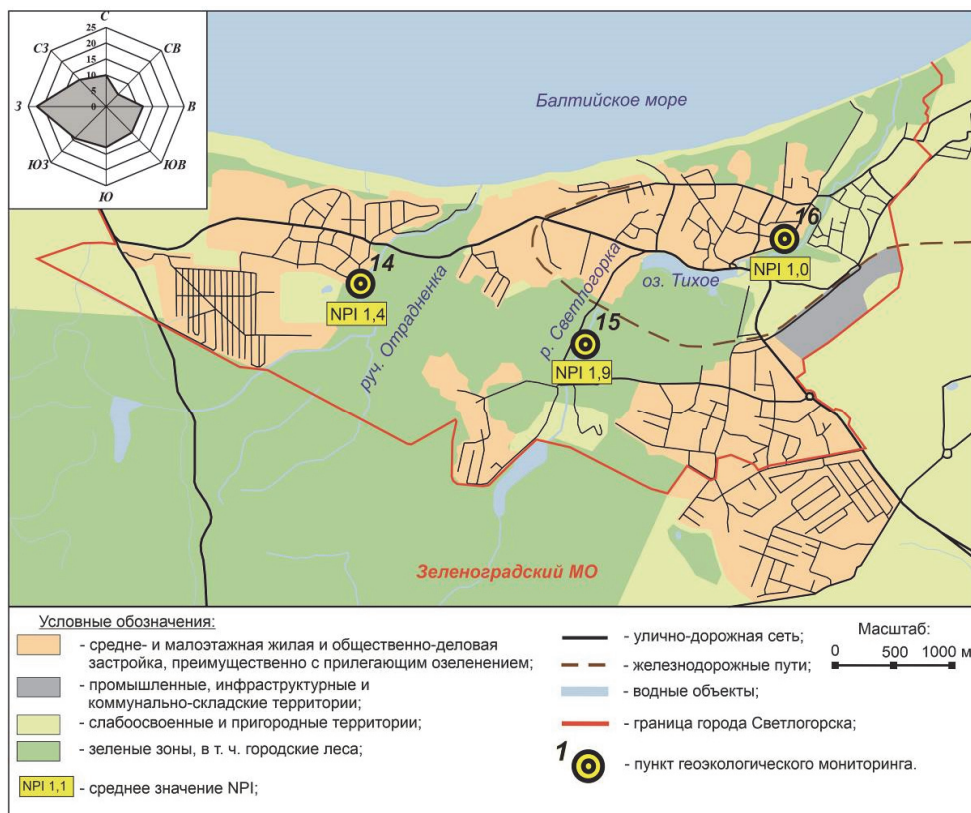 С
СВ
В
ЮВ
Ю
ЮЗ
З
СЗ
25
20
15
10
5
0
Балтийское море
14
NPI 1,4
руч. Отрадненка
р. Светлогорка
15
NPI 1,9
оз. Тихое
16
NPI 1,0
Зеленоградский МО
Условные обозначения:
- средне- и малоэтажная жилая и общественно-деловая
застройка, преимущественно с прилегающим озеленением;
- промышленные, инфраструктурные и
коммунально-складские территории;
- слабоосвоенные и пригородные территории;
- зеленые зоны, в т. ч. городские леса;
NPI 1,1 - среднее значение NPI;
- улично-дорожная сеть;
- железнодорожные пути;
- водные объекты;
- граница города Светлогорска;
1 - пункт геоэкологического мониторинга.
Масштаб:
0 500 1000 м